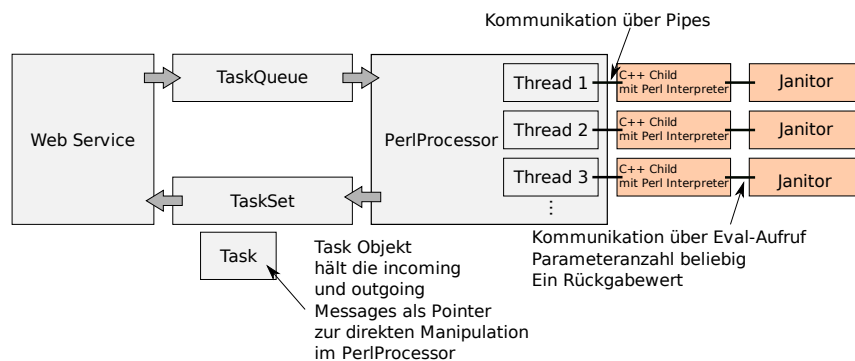 Kommunikation über Pipes
Web Service
TaskQueue
PerlProcessor
Thread 1
C++ Child
mit Perl Interpreter
Janitor
Thread 2
C++ Child
mit Perl Interpreter
Janitor
Thread 3
C++ Child
mit Perl Interpreter
Janitor
⋮
TaskSet
Task
Task Objekt
hält die incoming
und outgoing
Messages als Pointer
zur direkten Manipulation
im PerlProcessor
Kommunikation über Eval-Aufruf
Parameteranzahl beliebig
Ein Rückgabewert